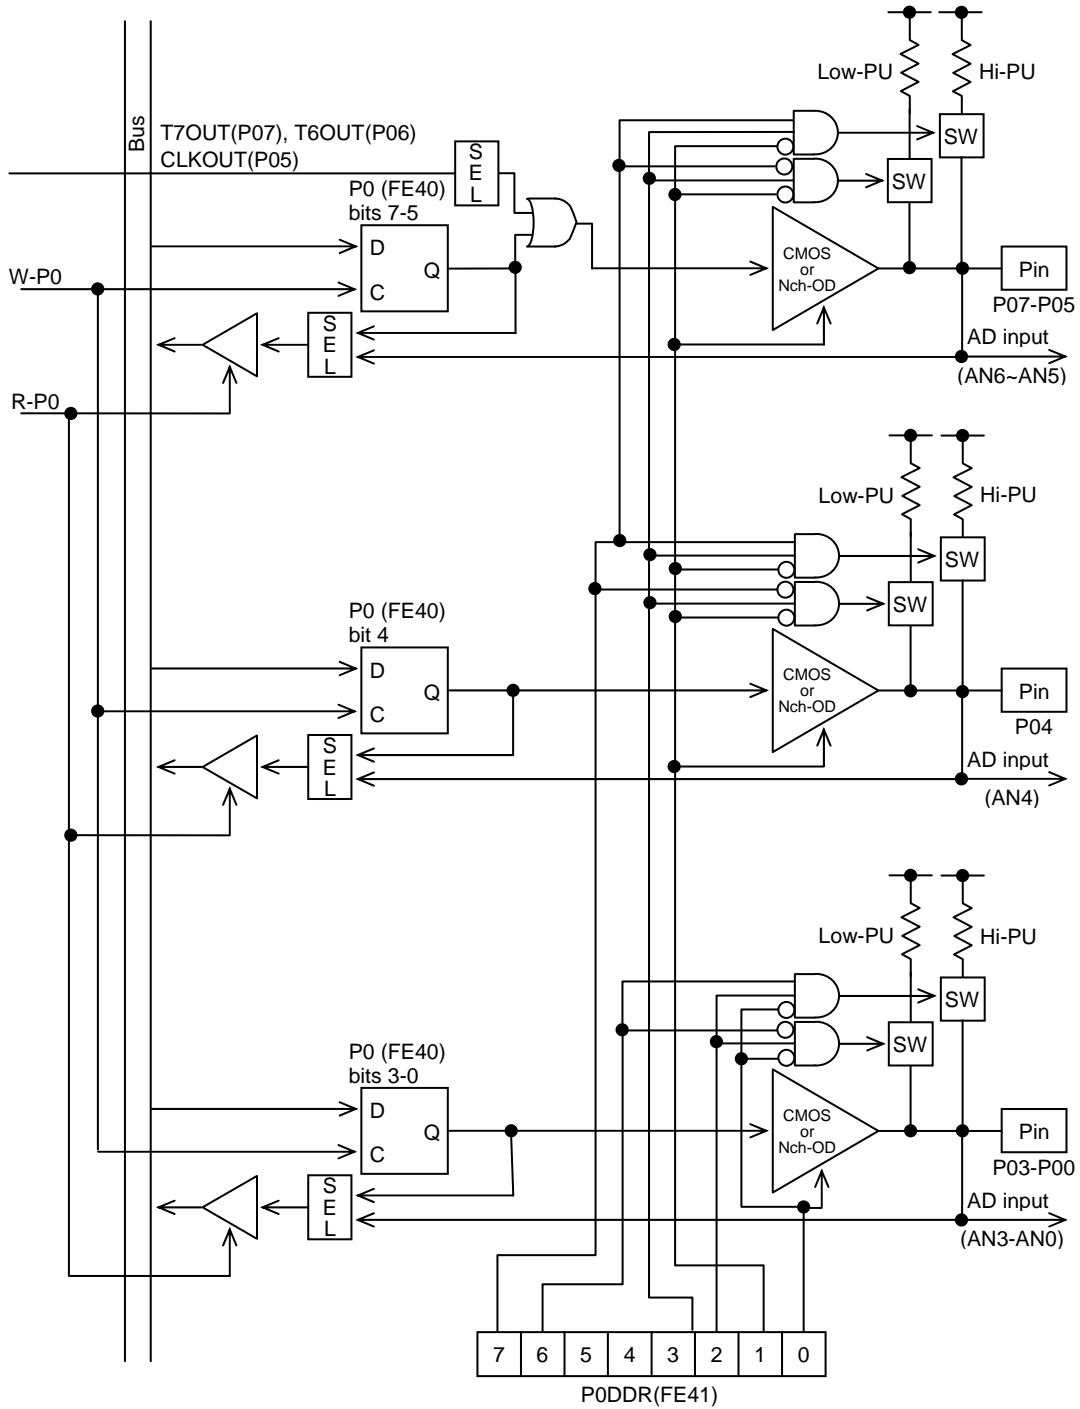 Bus
T7OUT(P07), T6OUT(P06)
CLKOUT(P05)
SEL
P0 (FE40)
bits 7-5
D
Q
C
W-P0
SEL
R-P0
Low-PU
Hi-PU
SW
SW
CMOS
or
Nch-OD
Pin
P07-P05
AD input
(AN6~AN5)
Low-PU
Hi-PU
SW
SW
P0 (FE40)
bit 4
D
Q
C
SEL
CMOS
or
Nch-OD
Pin
P04
AD input
(AN4)
Low-PU
Hi-PU
SW
SW
P0 (FE40)
bits 3-0
D
Q
C
SEL
CMOS
or
Nch-OD
Pin
P03-P00
AD input
(AN3-AN0)
7 6 5 4 3 2 1 0
P0DDR(FE41)